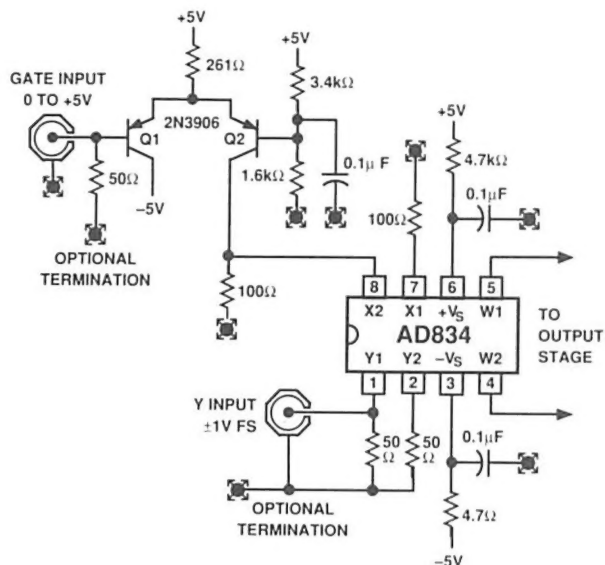 +5V
+5V
261Ω
GATE INPUT
0 TO +5V
3.4kΩ
2N3906
Q1
Q2
+5V
50Ω
–5V
1.6kΩ
0.1μ F
4.7kΩ
0.1μF
OPTIONAL
TERMINATION
100Ω
100Ω
8 7 6 5
X2 X1 +VS W1
AD834
Y1 Y2 –VS W2
1 2 3 4
TO
OUTPUT
STAGE
Y INPUT
±1V FS
50
Ω
50
Ω
0.1μF
OPTIONAL
TERMINATION
4.7Ω
–5V